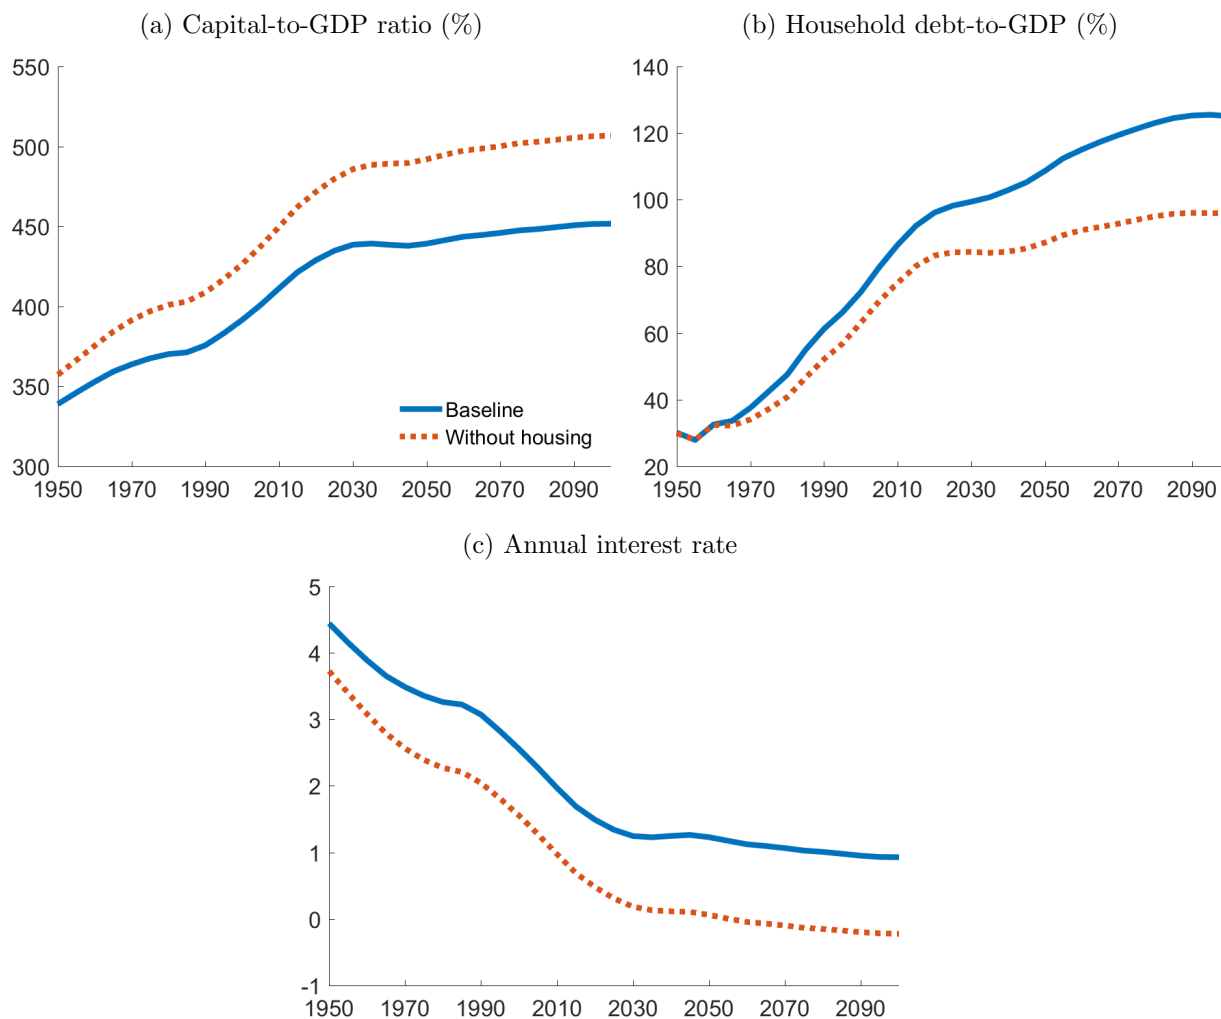 (a) Capital-to-GDP ratio (%)
550
500
450
400
350
300
1950 1970 1990 2010 2030 2050 2070 2090
Baseline
Without housing
(b) Household debt-to-GDP (%)
140
120
100
80
60
40
20
1950 1970 1990 2010 2030 2050 2070 2090
(c) Annual interest rate
5
4
3
2
1
0
-1
1950 1970 1990 2010 2030 2050 2070 2090